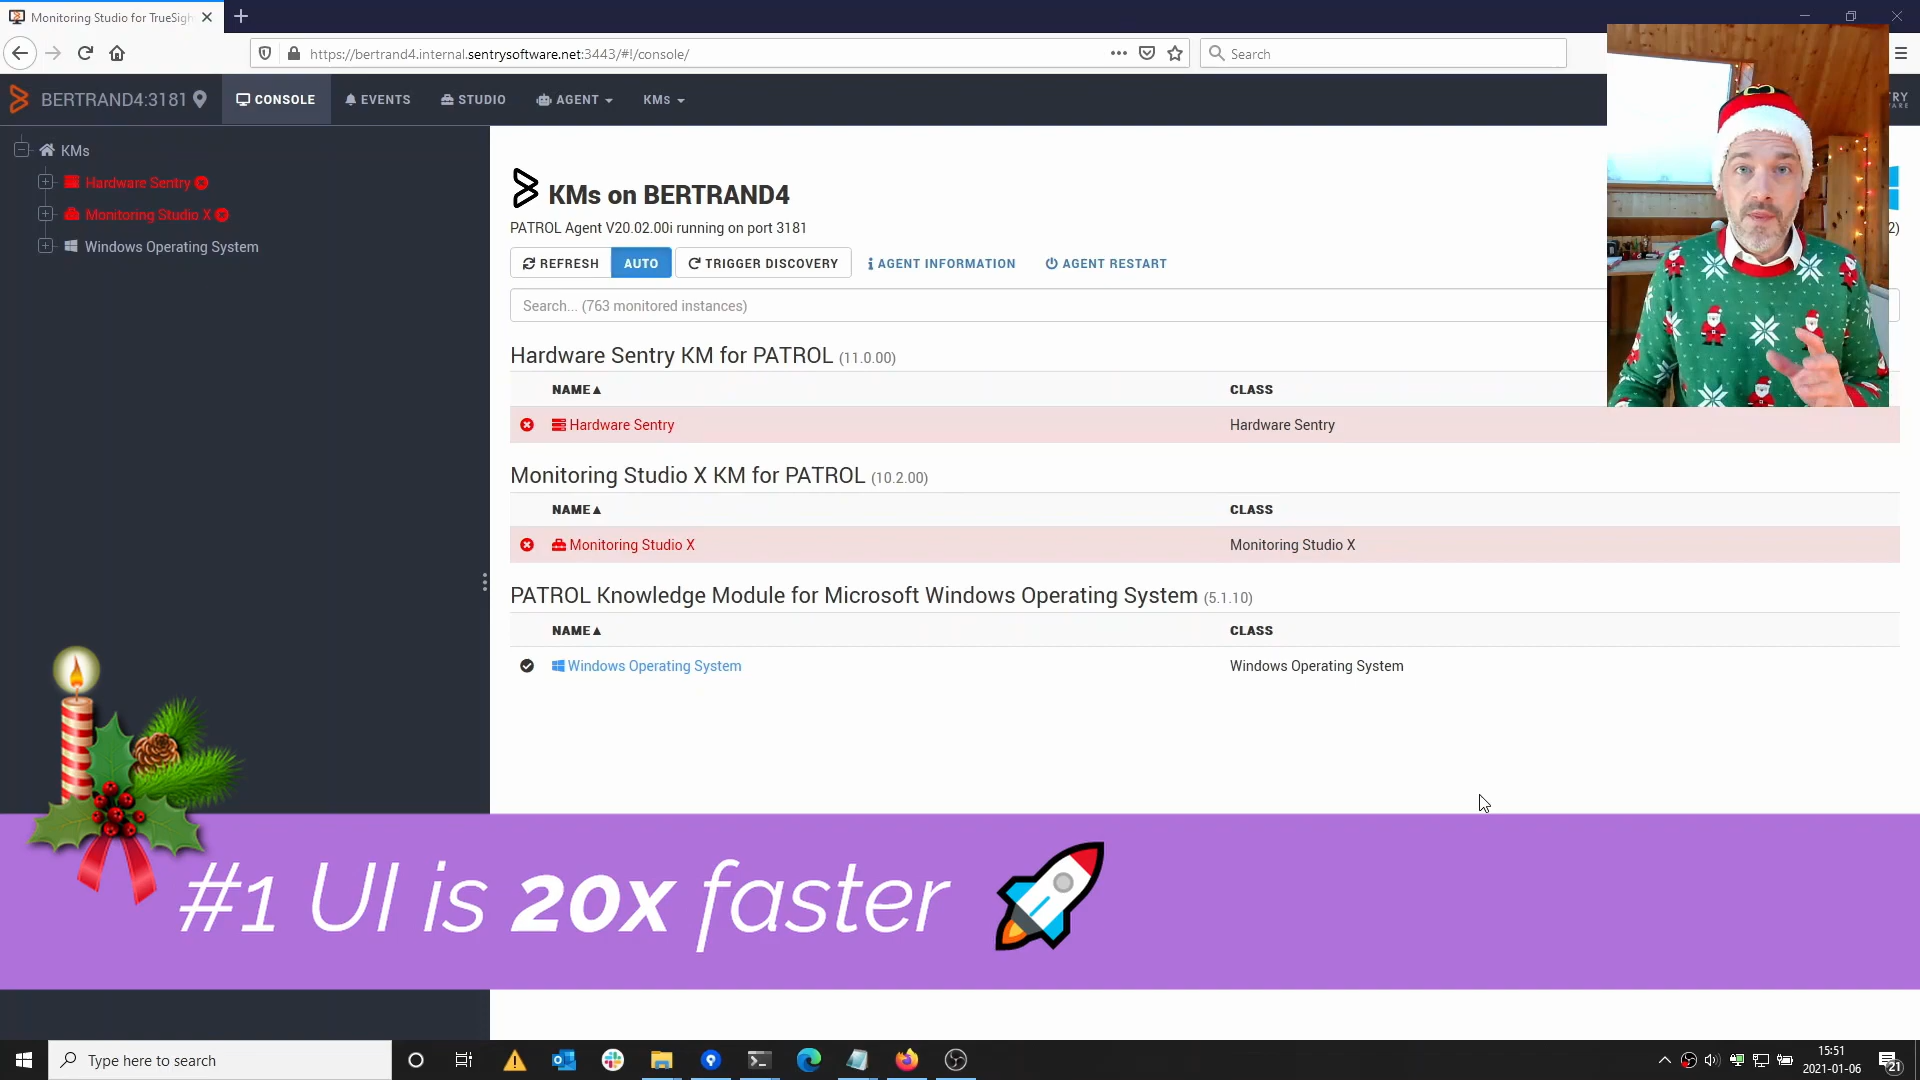 Monitoring Studio for TrueSigh
https://bertrand4.internal.sentrysoftware.net:3443/#!/console/
Search
BERTRAND4:3181
CONSOLE
EVENTS
STUDIO
AGENT
KMs
RY
ARE
KMs
Hardware Sentry
Monitoring Studio X
Windows Operating System
KMs on BERTRAND4
PATROL Agent V20.02.00i running on port 3181
2)
REFRESH
AUTO
TRIGGER DISCOVERY
AGENT INFORMATION
AGENT RESTART
Search... (763 monitored instances)
Hardware Sentry KM for PATROL (11.0.00)
NAME▲ CLASS
Hardware Sentry Hardware Sentry
Monitoring Studio X KM for PATROL (10.2.00)
NAME▲ CLASS
Monitoring Studio X Monitoring Studio X
PATROL Knowledge Module for Microsoft Windows Operating System (5.1.10)
NAME▲ CLASS
Windows Operating System Windows Operating System
#1 UI is 20x faster
Type here to search
15:51
2021-01-06
21